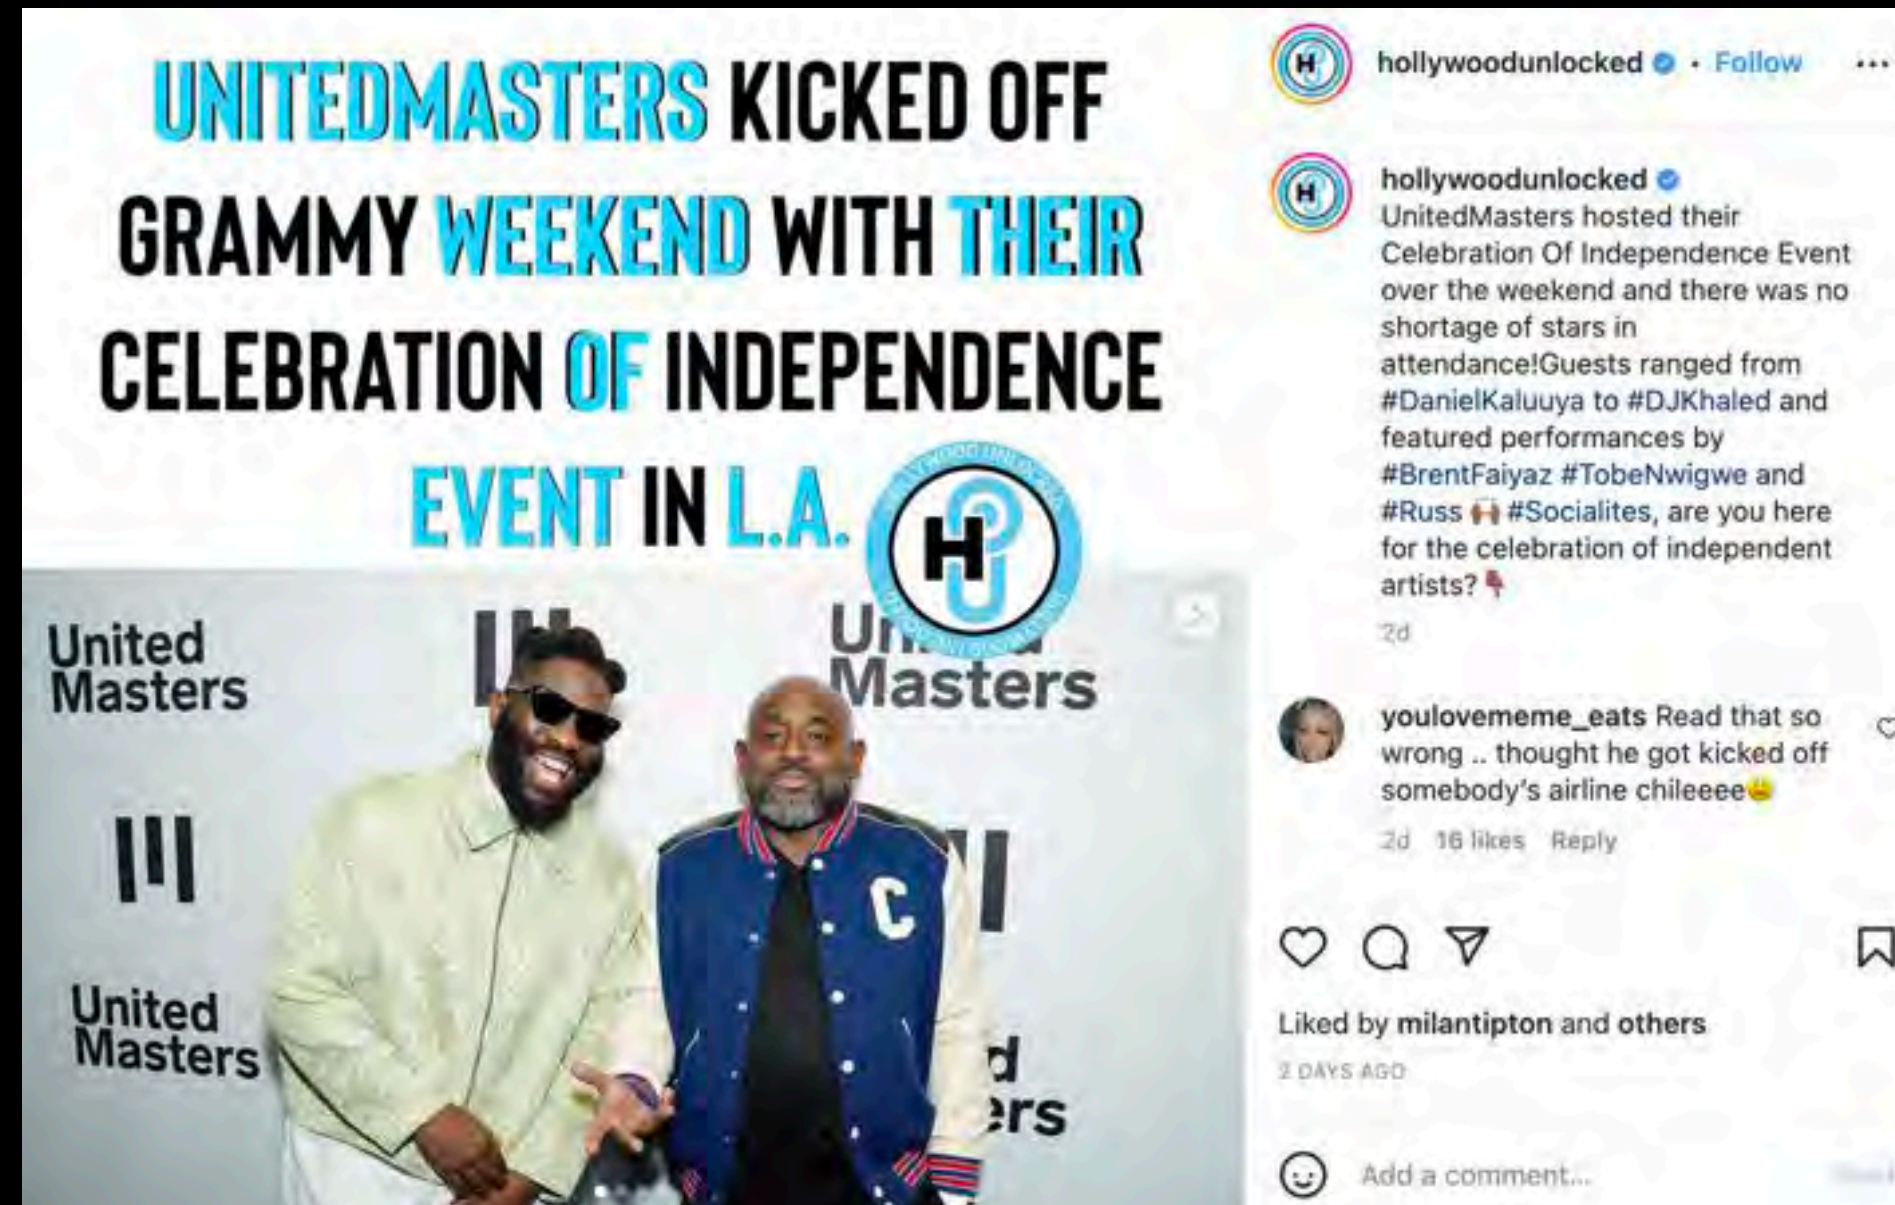 UNITEDMASTERS KICKED OFF
GRAMMY WEEKEND WITH THEIR
CELEBRATION OF INDEPENDENCE
EVENT IN L.A.
HOLLYWOOD UNLOCKED
H
United
Masters
Masters
United
Masters
C
d
ers
hollywoodunlocked • Follow
hollywoodunlocked
UnitedMasters hosted their
Celebration Of Independence Event
over the weekend and there was no
shortage of stars in
attendance!Guests ranged from
#DanielKaluuya to #DJKhaled and
featured performances by
#BrentFaiyaz #TobeNwigwe and
#Russ 🙌🏾 #Socialites, are you here
for the celebration of independent
artists?👇🏾
2d
youlovememe_eats Read that so
wrong .. thought he got kicked off
somebody's airline chileeee
2d 16 likes Reply
Liked by milantipton and others
2 DAYS AGO
Add a comment...